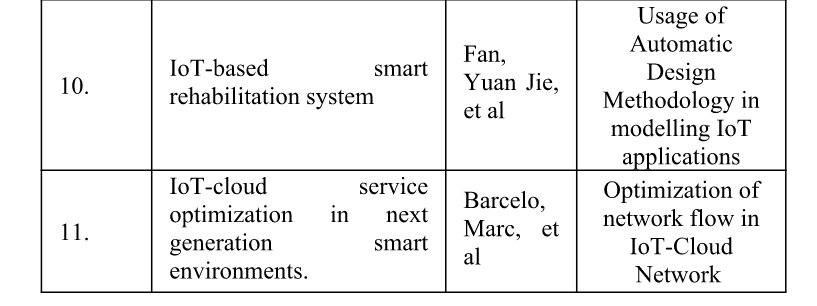 10.
IoT-based smart
rehabilitation system
Fan,
Yuan Jie,
et al
Usage of
Automatic
Design
Methodology in
modelling IoT
applications
11.
IoT-cloud service
optimization in next
generation smart
environments.
Barcelo,
Marc, et
al
Optimization of
network flow in
IoT-Cloud
Network